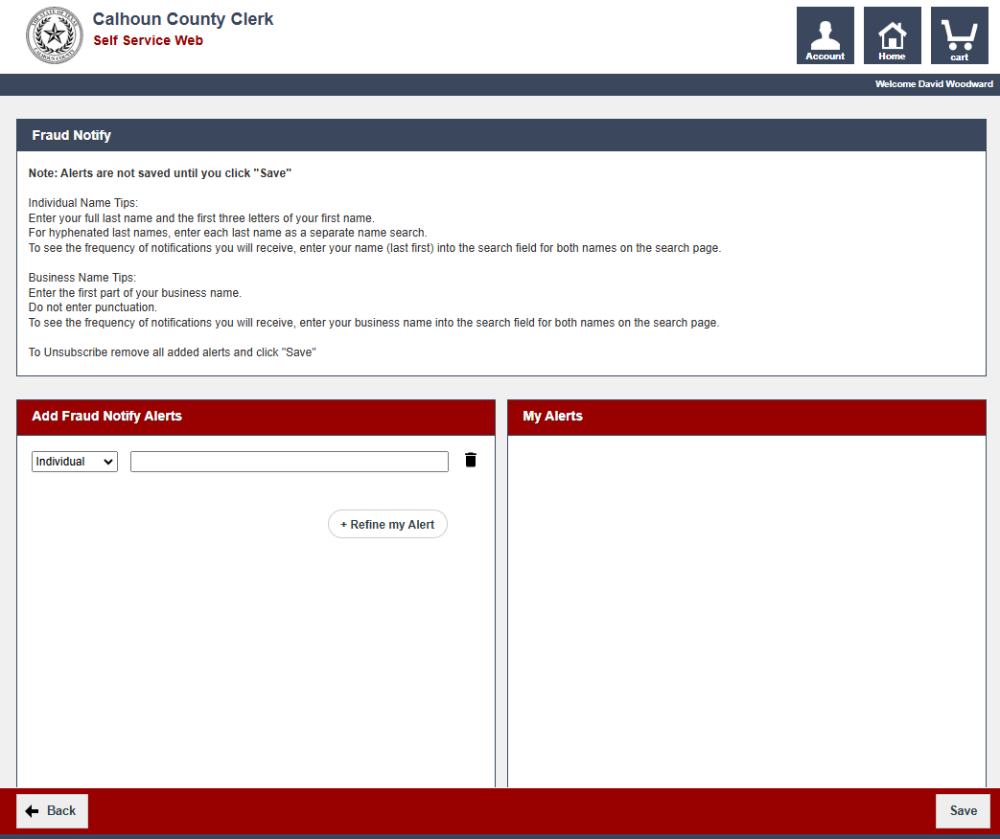 THE STATE OF TEXAS
CALHOUN COUNTY
Calhoun County Clerk
Self Service Web
Account
Home
cart
Welcome David Woodward
Fraud Notify
Note: Alerts are not saved until you click "Save"
Individual Name Tips:
Enter your full last name and the first three letters of your first name.
For hyphenated last names, enter each last name as a separate name search.
To see the frequency of notifications you will receive, enter your name (last first) into the search field for both names on the search page.
Business Name Tips:
Enter the first part of your business name.
Do not enter punctuation.
To see the frequency of notifications you will receive, enter your business name into the search field for both names on the search page.
To Unsubscribe remove all added alerts and click "Save"
Add Fraud Notify Alerts
My Alerts
Individual
+ Refine my Alert
Back
Save